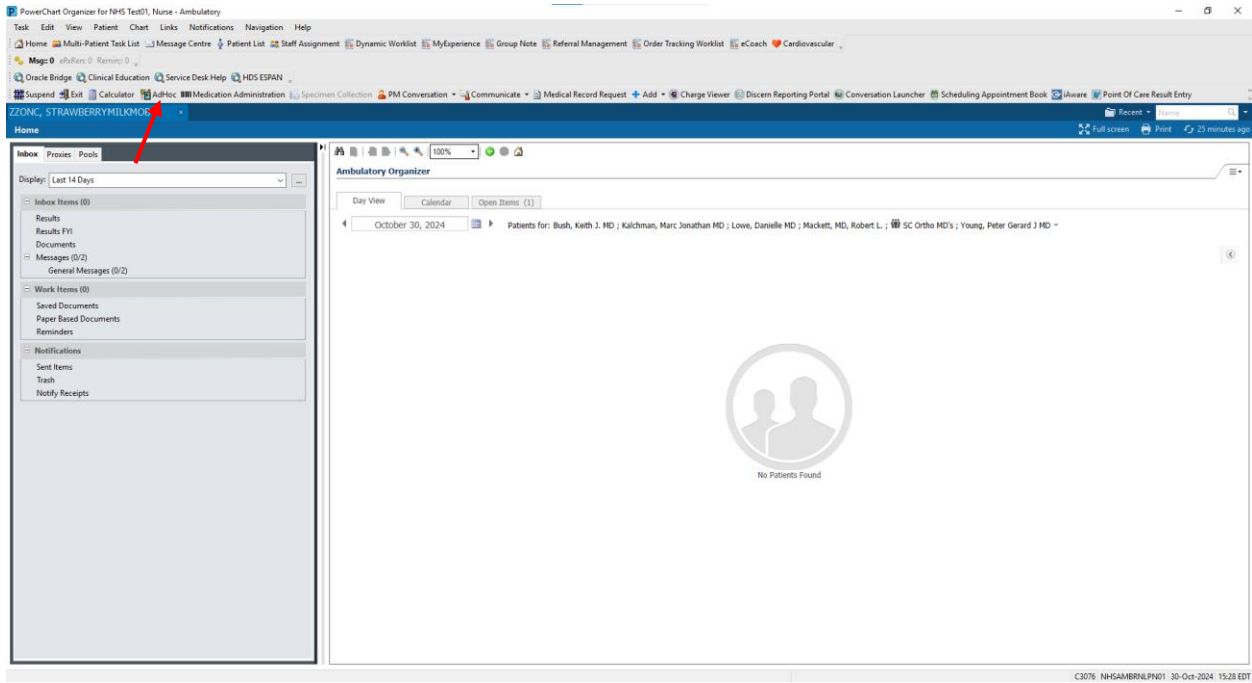 PowerChart Organizer for NHS Test01, Nurse - Ambulatory
Task Edit View Patient Chart Links Notifications Navigation Help
Home Multi-Patient Task List Message Centre Patient List Staff Assignment Dynamic Worklist MyExperience Group Note Referral Management Order Tracking Worklist eCoach Cardiovascular
Msg: 0 eRxRen: 0 Remin: 0
Oracle Bridge Clinical Education Service Desk Help HDS ESPAN
Suspend Exit Calculator AdHoc Medication Administration Specimen Collection PM Conversation Communicate Medical Record Request Add Charge Viewer Discern Reporting Portal Conversation Launcher Scheduling Appointment Book iAware Point Of Care Result Entry
ZZONC, STRAWBERRYMILKMOD
Recent Name
Home
Full screen Print 25 minutes ago
Inbox Proxies Pools
100%
Display: Last 14 Days ...
Ambulatory Organizer
Inbox Items (0)
Day View Calendar Open Items (1)
Results
October 30, 2024 Patients for: Bush, Keith J. MD ; Kalchman, Marc Jonathan MD ; Lowe, Danielle MD ; Mackett, MD, Robert L. ; SC Ortho MD's ; Young, Peter Gerard J MD
Results FYI
Documents
Messages (0/2)
General Messages (0/2)
Work Items (0)
Saved Documents
Paper Based Documents
Reminders
Notifications
Sent Items
Trash
Notify Receipts
No Patients Found
C3076 NHSAMBRNLPN01 30-Oct-2024 15:28 EDT